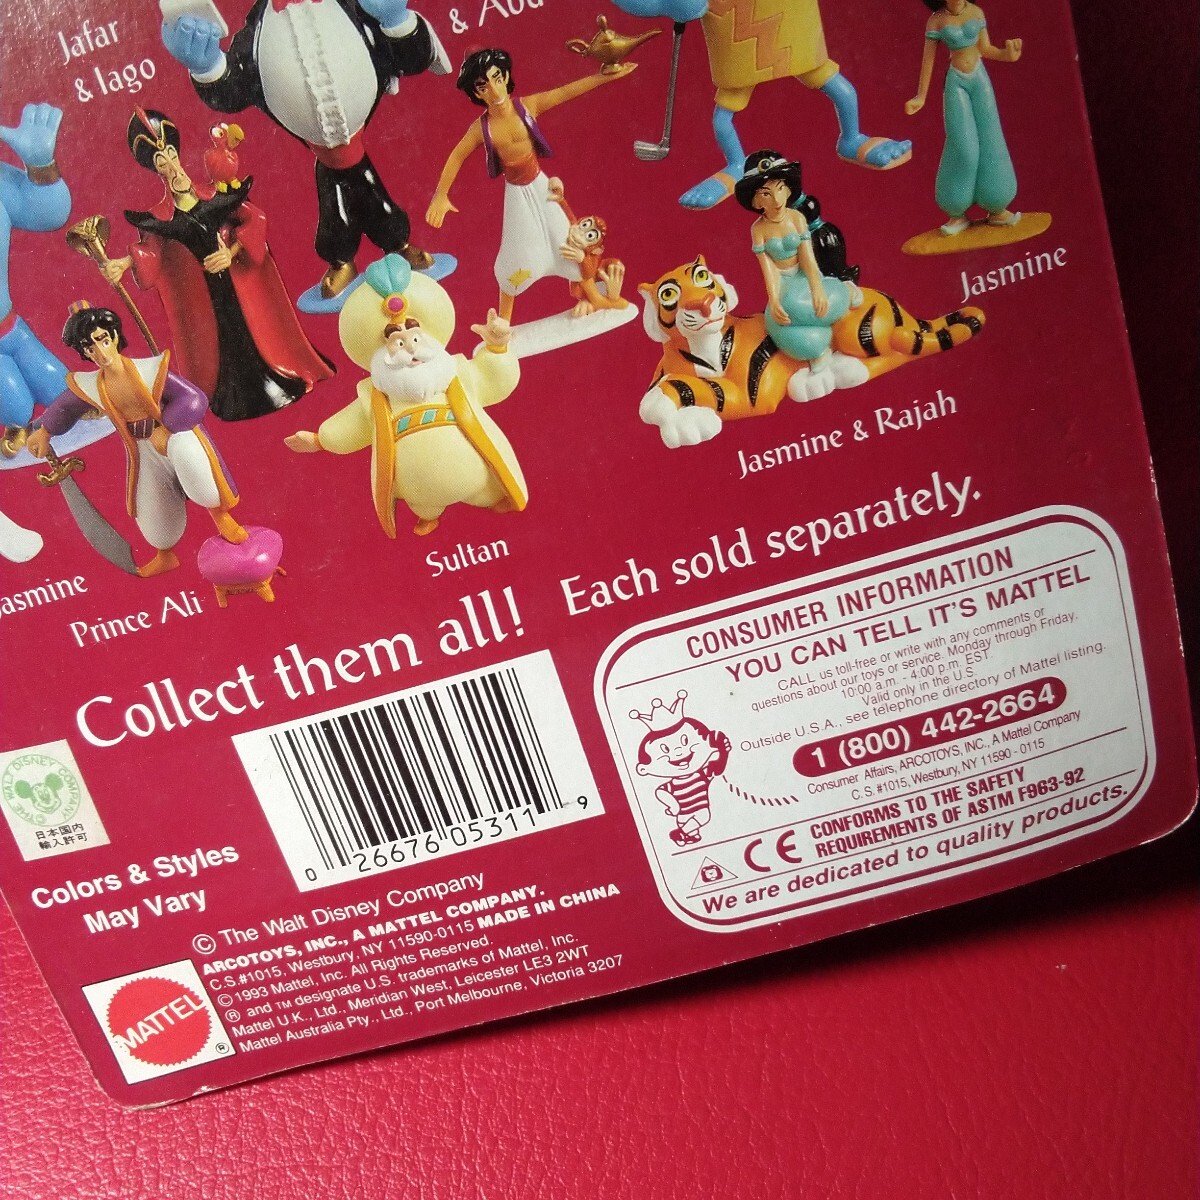 Jafar
& Iago
& Abu
Jasmine
Jasmine & Rajah
Sultan
Jasmine
Prince Ali
Collect them all! Each sold separately.
CONSUMER INFORMATION
YOU CAN TELL IT'S MATTEL
CALL us toll-free or write with any comments or
questions about our toys or service. Monday through Friday,
10:00 a.m. - 4:00 p.m. EST.
Valid only in the U.S.
Outside U.S.A., see telephone directory of Mattel listing.
1 (800) 442-2664
Consumer Affairs, ARCOTOYS, INC., A Mattel Company
C.S. #1015, Westbury, NY 11590-0115
CE CONFORMS TO THE SAFETY
REQUIREMENTS OF ASTM F963-92
We are dedicated to quality products.
© THE WALT DISNEY COMPANY
日本国内
輸入許可
0 26676 05311 9
Colors & Styles
May Vary
© The Walt Disney Company
ARCOTOYS, INC., A MATTEL COMPANY.
C.S.#1015, Westbury, NY 11590-0115 MADE IN CHINA
©1993 Mattel, Inc. All Rights Reserved.
® and TM designate U.S. trademarks of Mattel, Inc.
Mattel U.K., Ltd., Meridian West, Leicester LE3 2WT
Mattel Australia Pty., Ltd., Port Melbourne, Victoria 3207
MATTEL®